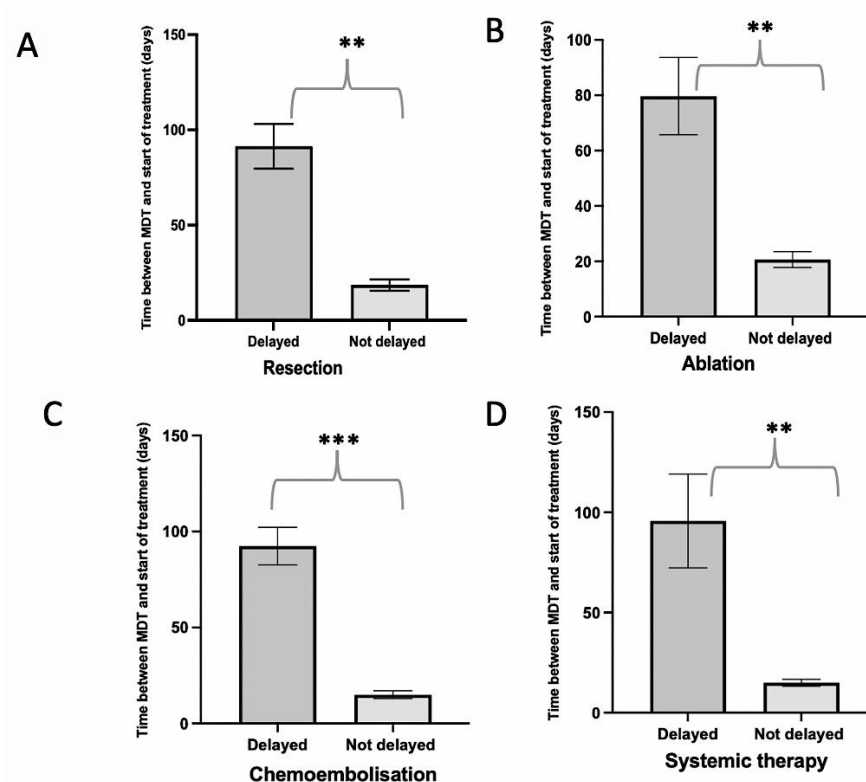 A
Time between MDT and start of treatment (days)
150
100
50
0
**
Delayed Not delayed
Resection
B
Time between MDT and start of treatment (days)
100
80
60
40
20
0
**
Delayed Not delayed
Ablation
C
Time between MDT and start of treatment (days)
150
100
50
0
***
Delayed Not delayed
Chemoembolisation
D
Time between MDT and start of treatment (days)
150
100
50
0
**
Delayed Not delayed
Systemic therapy